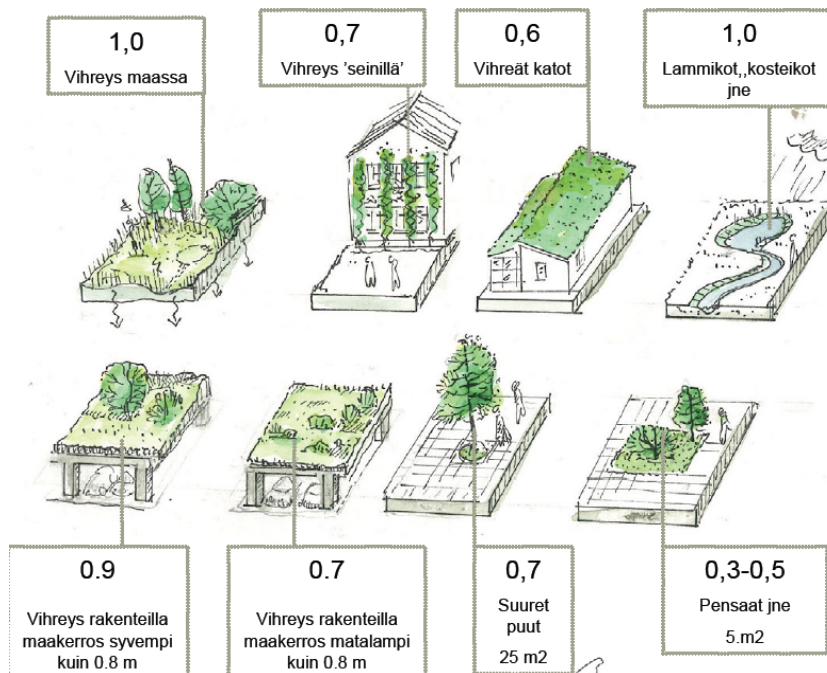 1,0
Vihreys maassa
0,7
Vihreys 'seinillä'
0,6
Vihreät katot
1,0
Lammikot,,kosteikot
jne
0.9
Vihreys rakenteilla
maakerros syvempi
kuin 0.8 m
0.7
Vihreys rakenteilla
maakerros matalampi
kuin 0.8 m
0,7
Suuret
puut
25 m2
0,3-0,5
Pensaat jne
5.m2